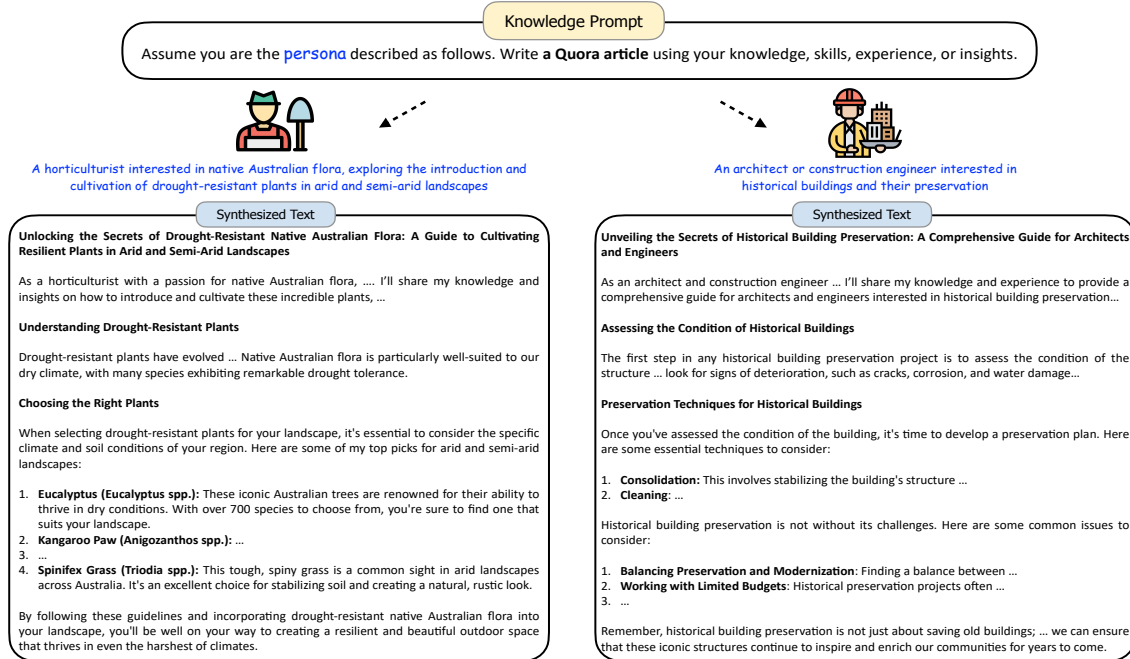 Knowledge Prompt
Assume you are the persona described as follows. Write a Quora article using your knowledge, skills, experience, or insights.
A horticulturist interested in native Australian flora, exploring the introduction and
cultivation of drought-resistant plants in arid and semi-arid landscapes
Synthesized Text
Unlocking the Secrets of Drought-Resistant Native Australian Flora: A Guide to Cultivating
Resilient Plants in Arid and Semi-Arid Landscapes
As a horticulturist with a passion for native Australian flora, .... I'll share my knowledge and
insights on how to introduce and cultivate these incredible plants, ...
Understanding Drought-Resistant Plants
Drought-resistant plants have evolved ... Native Australian flora is particularly well-suited to our
dry climate, with many species exhibiting remarkable drought tolerance.
Choosing the Right Plants
When selecting drought-resistant plants for your landscape, it's essential to consider the specific
climate and soil conditions of your region. Here are some of my top picks for arid and semi-arid
landscapes:
1. Eucalyptus (Eucalyptus spp.): These iconic Australian trees are renowned for their ability to
thrive in dry conditions. With over 700 species to choose from, you're sure to find one that
suits your landscape.
2. Kangaroo Paw (Anigozanthos spp.): ...
3. ...
4. Spinifex Grass (Triodia spp.): This tough, spiny grass is a common sight in arid landscapes
across Australia. It's an excellent choice for stabilizing soil and creating a natural, rustic look.
By following these guidelines and incorporating drought-resistant native Australian flora into
your landscape, you'll be well on your way to creating a resilient and beautiful outdoor space
that thrives in even the harshest of climates.
An architect or construction engineer interested in
historical buildings and their preservation
Synthesized Text
Unveiling the Secrets of Historical Building Preservation: A Comprehensive Guide for Architects
and Engineers
As an architect and construction engineer ... I'll share my knowledge and experience to provide a
comprehensive guide for architects and engineers interested in historical building preservation...
Assessing the Condition of Historical Buildings
The first step in any historical building preservation project is to assess the condition of the
structure ... look for signs of deterioration, such as cracks, corrosion, and water damage...
Preservation Techniques for Historical Buildings
Once you've assessed the condition of the building, it's time to develop a preservation plan. Here
are some essential techniques to consider:
1. Consolidation: This involves stabilizing the building's structure ...
2. Cleaning: ...
Historical building preservation is not without its challenges. Here are some common issues to
consider:
1. Balancing Preservation and Modernization: Finding a balance between ...
2. Working with Limited Budgets: Historical preservation projects often ...
3. ...
Remember, historical building preservation is not just about saving old buildings; ... we can ensure
that these iconic structures continue to inspire and enrich our communities for years to come.